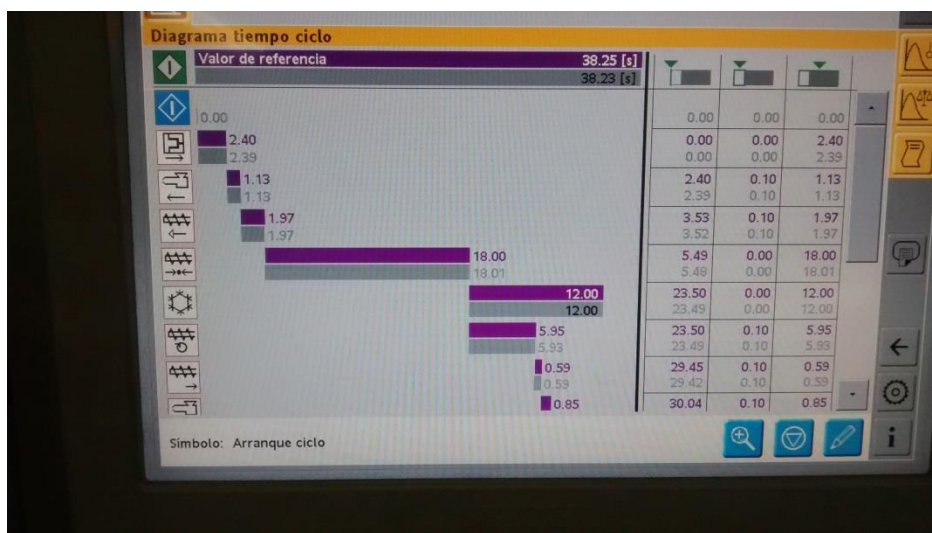 Diagrama tiempo ciclo
Valor de referencia 38.25 [s]
38.23 [s]
0.00 0.00 0.00 0.00
2.40 0.00 0.00 2.40
2.39 0.00 0.00 2.39
1.13 2.40 0.10 1.13
1.13 2.39 0.10 1.13
1.97 3.53 0.10 1.97
1.97 3.52 0.10 1.97
18.00 5.49 0.00 18.00
18.01 5.48 0.00 18.01
12.00 23.50 0.00 12.00
12.00 23.49 0.00 12.00
5.95 23.50 0.10 5.95
5.93 23.49 0.10 5.93
0.59 29.45 0.10 0.59
0.59 29.42 0.10 0.59
0.85 30.04 0.10 0.85
Símbolo: Arranque ciclo
i